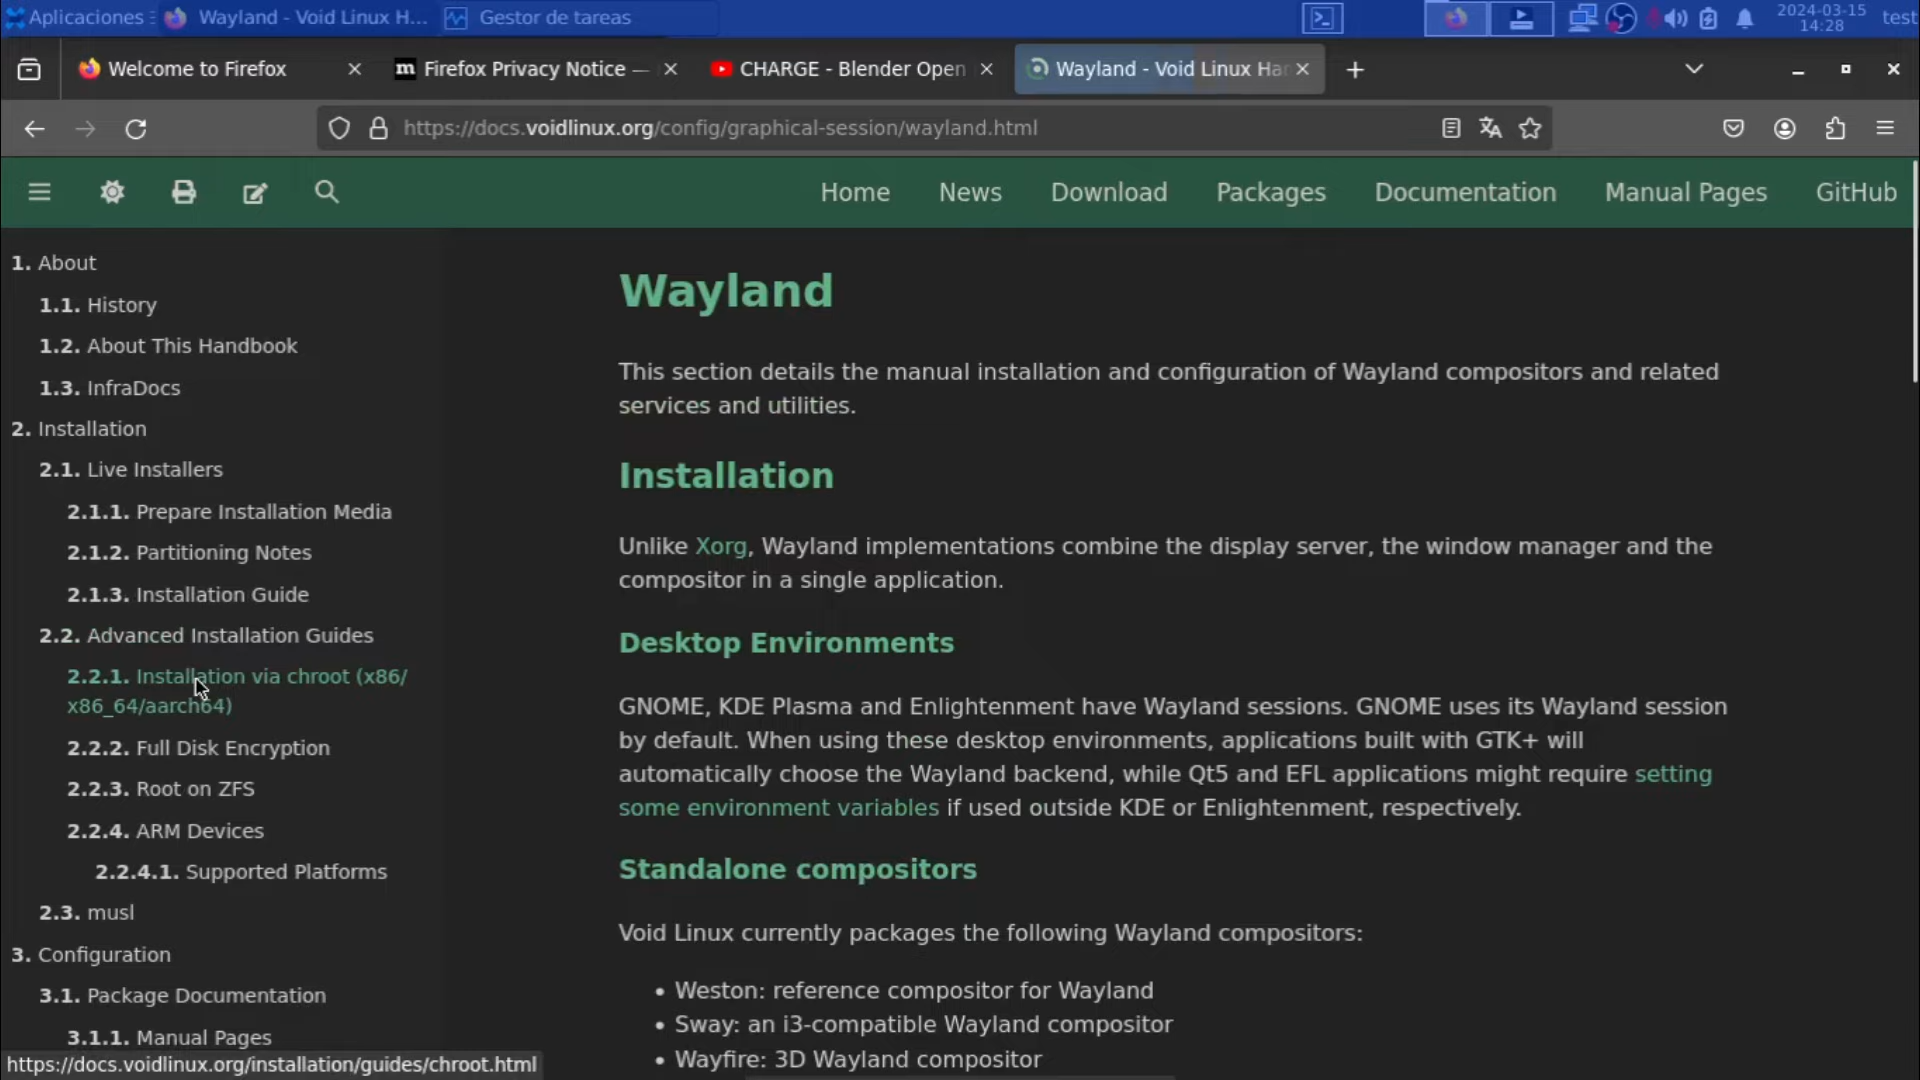 Aplicaciones
Wayland - Void Linux H...
Gestor de tareas
2024-03-15
14:28
test
Welcome to Firefox
Firefox Privacy Notice —
CHARGE - Blender Open
Wayland - Void Linux Han
https://docs.voidlinux.org/config/graphical-session/wayland.html
Home
News
Download
Packages
Documentation
Manual Pages
GitHub
1. About
1.1. History
1.2. About This Handbook
1.3. InfraDocs
2. Installation
2.1. Live Installers
2.1.1. Prepare Installation Media
2.1.2. Partitioning Notes
2.1.3. Installation Guide
2.2. Advanced Installation Guides
2.2.1. Installation via chroot (x86/
x86_64/aarch64)
2.2.2. Full Disk Encryption
2.2.3. Root on ZFS
2.2.4. ARM Devices
2.2.4.1. Supported Platforms
2.3. musl
3. Configuration
3.1. Package Documentation
3.1.1. Manual Pages
https://docs.voidlinux.org/installation/guides/chroot.html
Wayland
This section details the manual installation and configuration of Wayland compositors and related
services and utilities.
Installation
Unlike Xorg, Wayland implementations combine the display server, the window manager and the
compositor in a single application.
Desktop Environments
GNOME, KDE Plasma and Enlightenment have Wayland sessions. GNOME uses its Wayland session
by default. When using these desktop environments, applications built with GTK+ will
automatically choose the Wayland backend, while Qt5 and EFL applications might require setting
some environment variables if used outside KDE or Enlightenment, respectively.
Standalone compositors
Void Linux currently packages the following Wayland compositors:
• Weston: reference compositor for Wayland
• Sway: an i3-compatible Wayland compositor
• Wayfire: 3D Wayland compositor